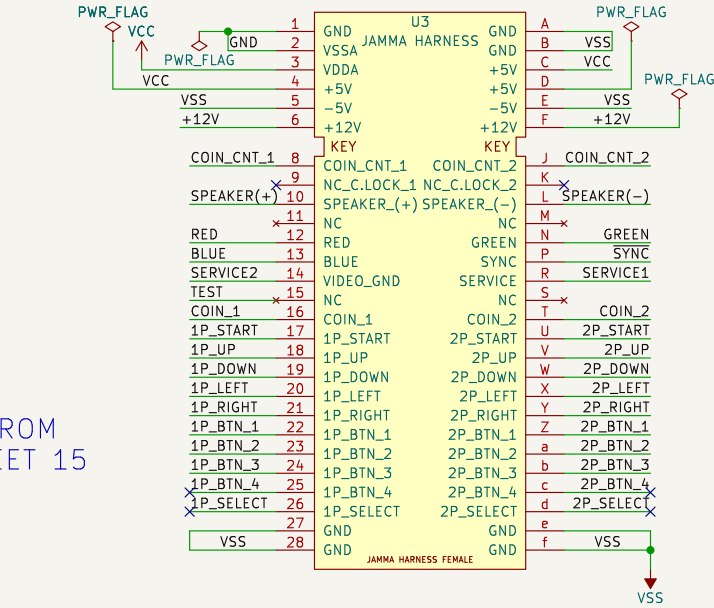 PWR_FLAG
VCC
PWR_FLAG
GND
VCC
VSS
+12V
U3
JAMMA HARNESS
PWR_FLAG
PWR_FLAG
1 GND GND A
2 VSSA GND B VSS
3 VDDA +5V C VCC
4 +5V +5V D
5 -5V -5V E VSS
6 +12V +12V F +12V
KEY KEY
COIN_CNT_1 8 COIN_CNT_1 COIN_CNT_2 J COIN_CNT_2
9 NC_C.LOCK_1 NC_C.LOCK_2 K
SPEAKER(+) 10 SPEAKER_(+) SPEAKER_(-) L SPEAKER(-)
11 NC NC M
RED 12 RED GREEN N GREEN
BLUE 13 BLUE SYNC P SYNC
SERVICE2 14 VIDEO_GND SERVICE R SERVICE1
TEST 15 NC NC S
COIN_1 16 COIN_1 COIN_2 T COIN_2
1P_START 17 1P_START 2P_START U 2P_START
1P_UP 18 1P_UP 2P_UP V 2P_UP
1P_DOWN 19 1P_DOWN 2P_DOWN W 2P_DOWN
1P_LEFT 20 1P_LEFT 2P_LEFT X 2P_LEFT
1P_RIGHT 21 1P_RIGHT 2P_RIGHT Y 2P_RIGHT
1P_BTN_1 22 1P_BTN_1 2P_BTN_1 Z 2P_BTN_1
1P_BTN_2 23 1P_BTN_2 2P_BTN_2 a 2P_BTN_2
1P_BTN_3 24 1P_BTN_3 2P_BTN_3 b 2P_BTN_3
1P_BTN_4 25 1P_BTN_4 2P_BTN_4 c 2P_BTN_4
1P_SELECT 26 1P_SELECT 2P_SELECT d 2P_SELECT
27 GND GND e
VSS 28 GND GND f VSS
JAMMA HARNESS FEMALE
VSS
ROM
EET 15